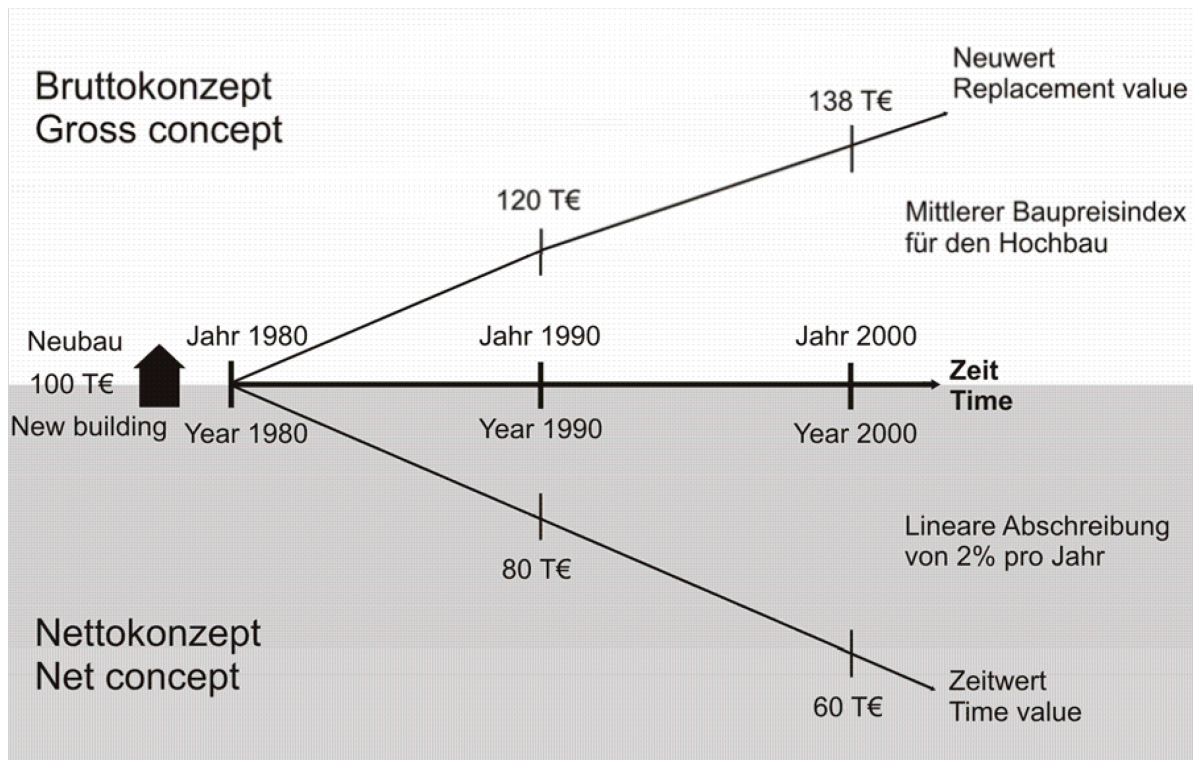 Bruttokonzept
Gross concept
Neuwert
Replacement value
138 T€
120 T€
Mittlerer Baupreisindex
für den Hochbau
Neubau
100 T€
New building
Jahr 1980
Jahr 1990
Jahr 2000
Zeit
Time
Year 1980
Year 1990
Year 2000
80 T€
Lineare Abschreibung
von 2% pro Jahr
Nettokonzept
Net concept
60 T€
Zeitwert
Time value